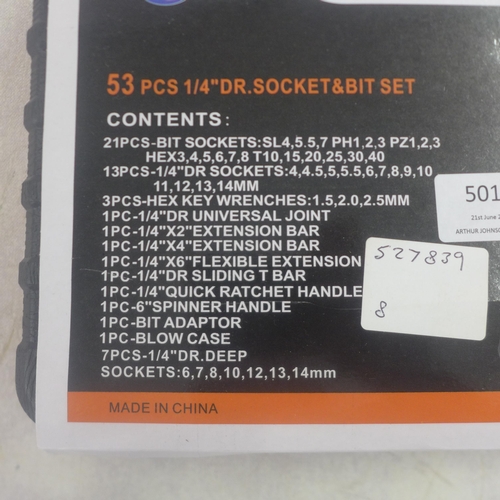 53 PCS 1/4"DR.SOCKET&BIT SET
CONTENTS:
21PCS-BIT SOCKETS:SL4,5.5,7 PH1,2,3 PZ1,2,3
HEX3,4,5,6,7,8 T10,15,20,25,30,40
13PCS-1/4"DR SOCKETS:4,4.5,5,5.5,6,7,8,9,10
11,12,13,14MM
3PCS-HEX KEY WRENCHES:1.5,2.0,2.5MM
1PC-1/4"DR UNIVERSAL JOINT
1PC-1/4"X2"EXTENSION BAR
1PC-1/4"X4"EXTENSION BAR
1PC-1/4"X6"FLEXIBLE EXTENSION
1PC-1/4"DR SLIDING T BAR
1PC-1/4"QUICK RATCHET HANDLE
1PC-6"SPINNER HANDLE
1PC-BIT ADAPTOR
1PC-BLOW CASE
7PCS-1/4"DR.DEEP
SOCKETS:6,7,8,10,12,13,14mm
MADE IN CHINA
501
21st June 2
ARTHUR JOHNSO
527839
8